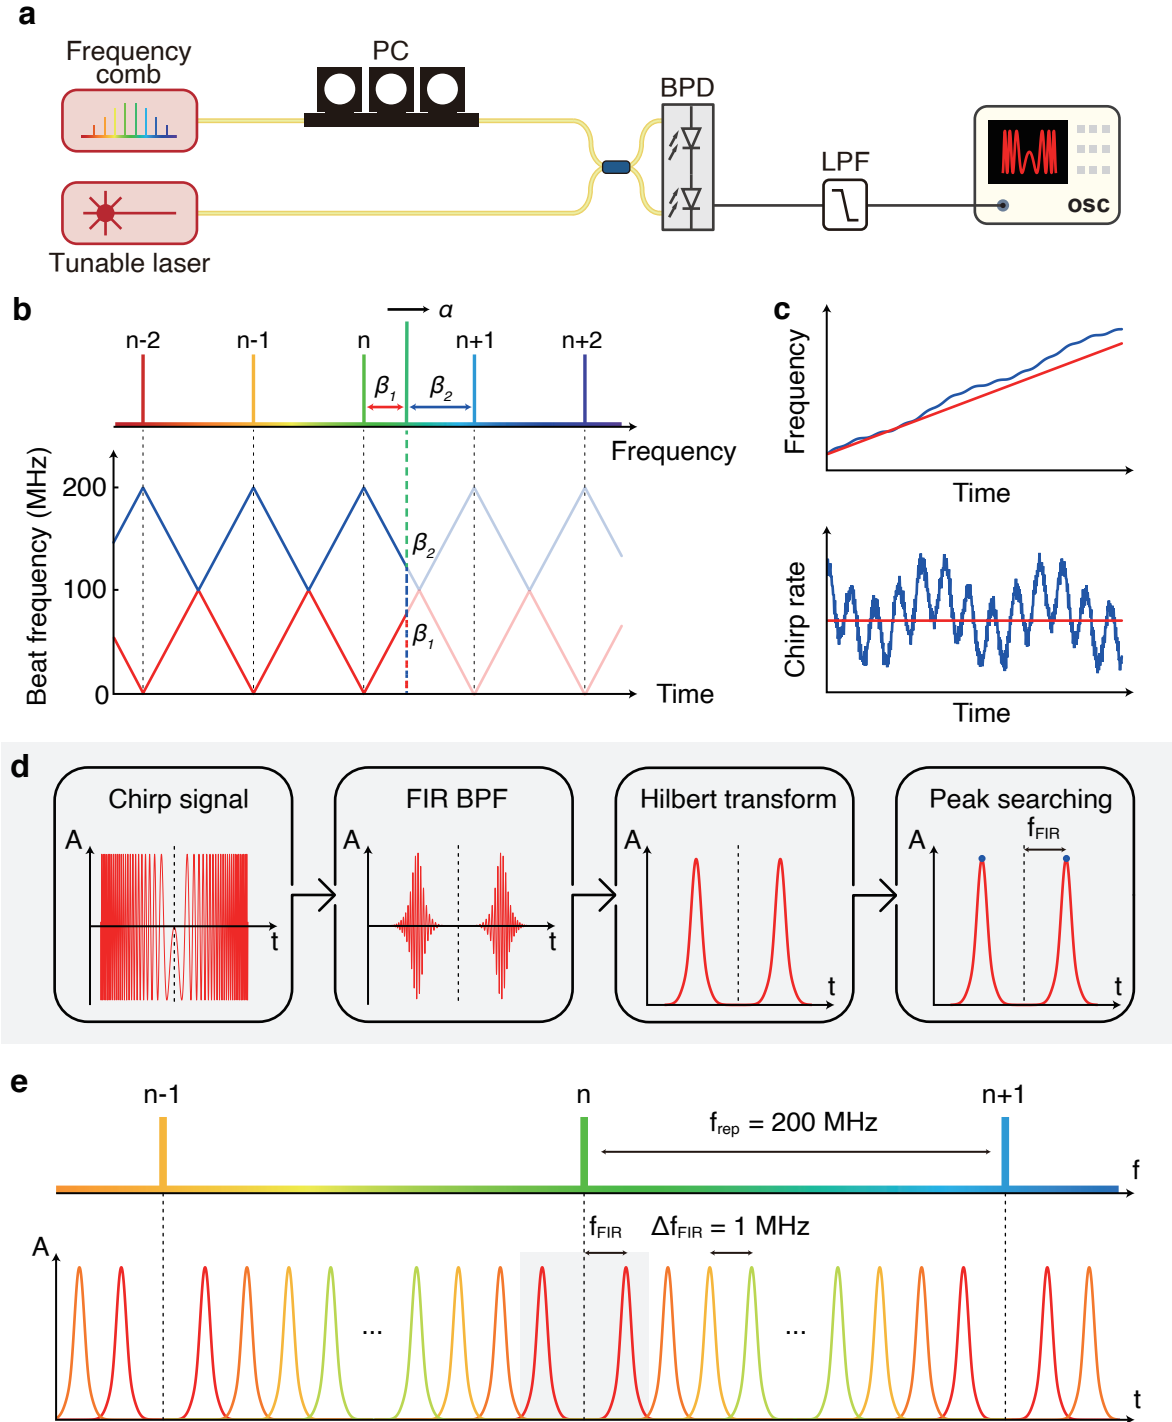 a
Frequency
comb
PC
BPD
LPF
osc
Tunable laser
b
α
n-2
n-1
n
n+1
n+2
β1
β2
Frequency
Beat frequency (MHz)
200
100
0
β2
β1
Time
c
Frequency
Time
Chirp rate
Time
d
Chirp signal
A
t
FIR BPF
A
t
Hilbert transform
A
t
Peak searching
fFIR
A
t
e
n-1
n
n+1
frep = 200 MHz
f
fFIR
ΔfFIR = 1 MHz
A
...
...
t